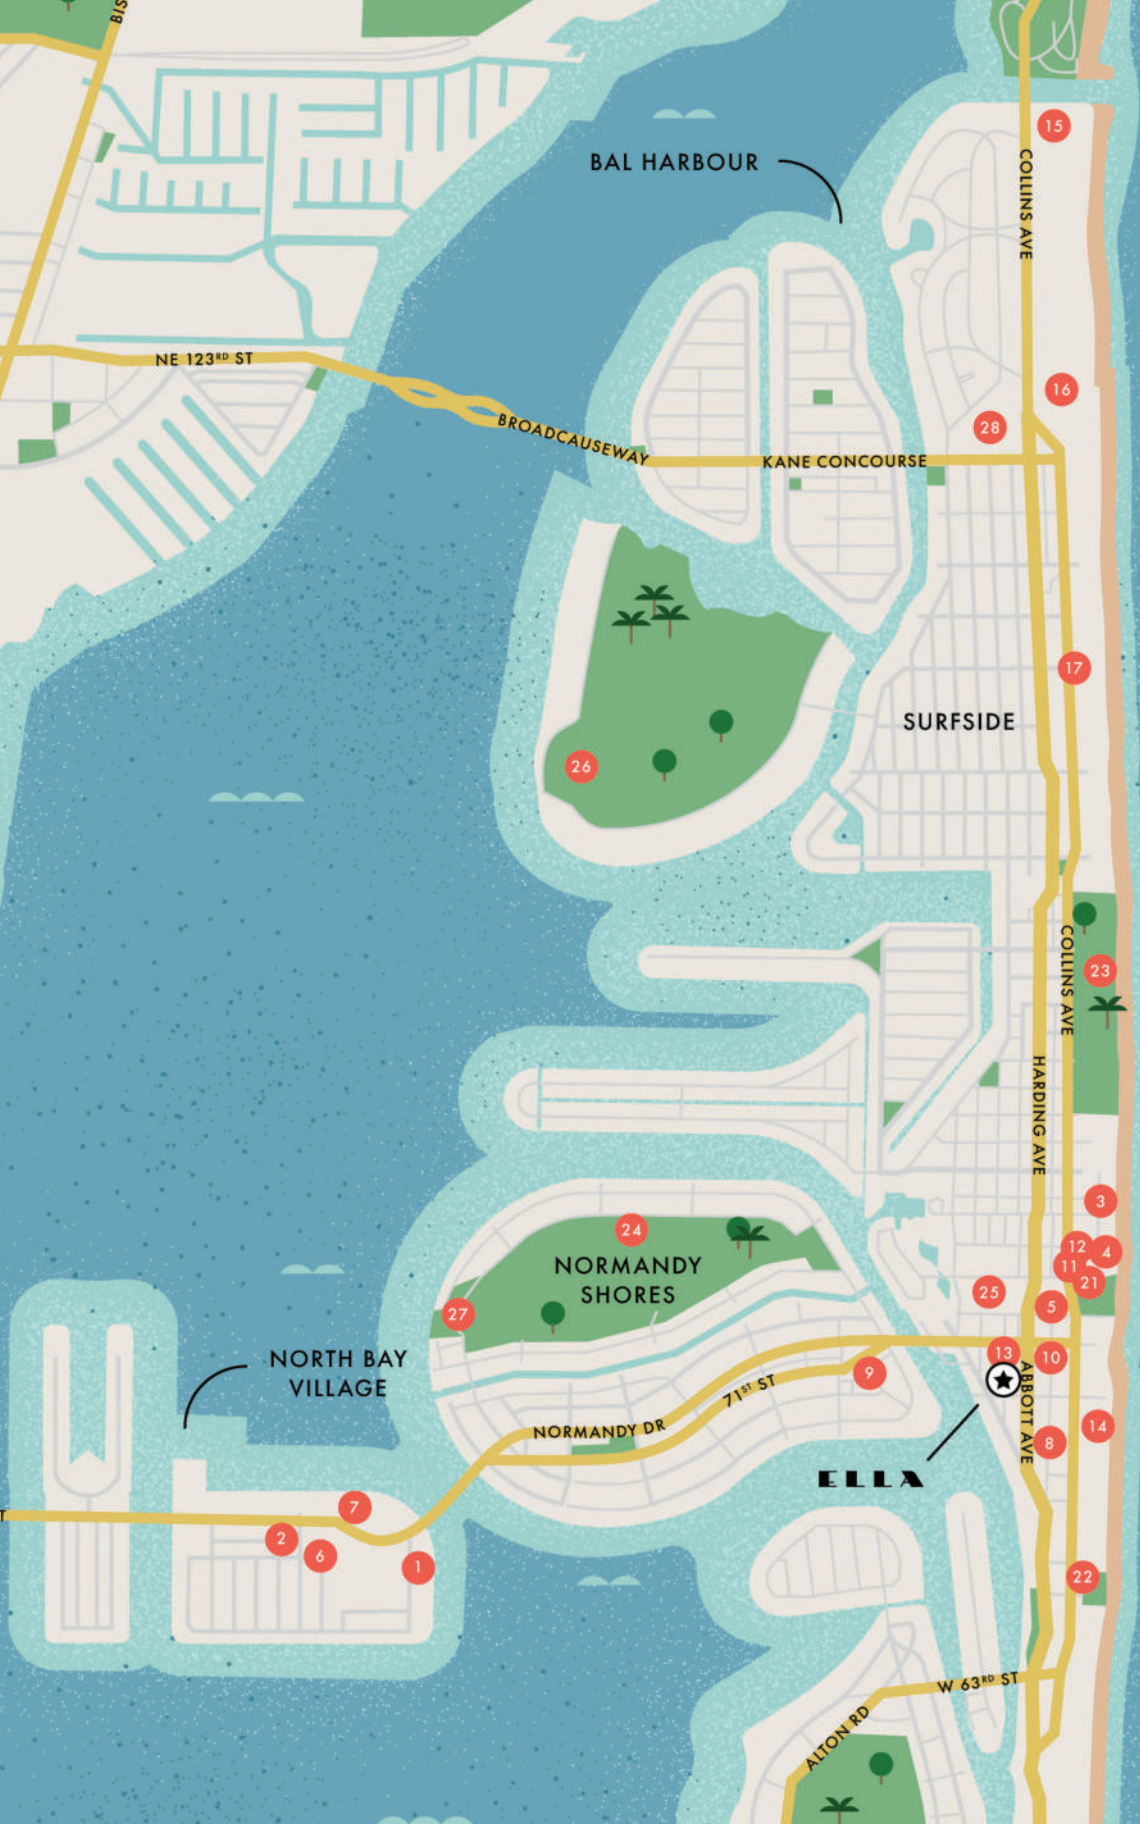 BIS
15
BAL HARBOUR
COLLINS AVE
NE 123RD ST
16
28
BROADCAUSEWAY
KANE CONCOURSE
17
SURFSIDE
26
COLLINS AVE
23
HARDING AVE
3
24
12
4
11
21
NORMANDY
SHORES
25
5
27
13
10
NORTH BAY
VILLAGE
9
71ST ST
ABBOTT AVE
NORMANDY DR
14
8
ELLA
7
T
2
6
1
22
W 63RD ST
ALTON RD